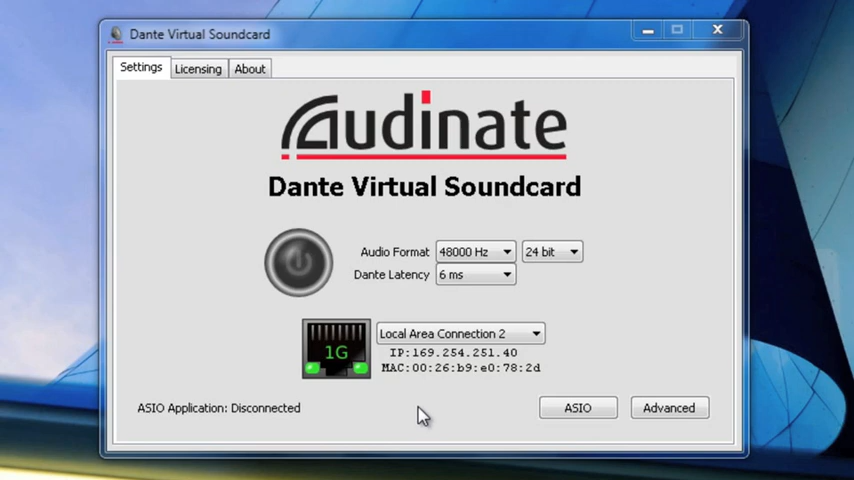 Dante Virtual Soundcard
Settings
Licensing
About
Audinate
Dante Virtual Soundcard
Audio Format
48000 Hz
24 bit
Dante Latency
6 ms
1G
Local Area Connection 2
IP:169.254.251.40
MAC:00:26:b9:e0:78:2d
ASIO Application: Disconnected
ASIO
Advanced